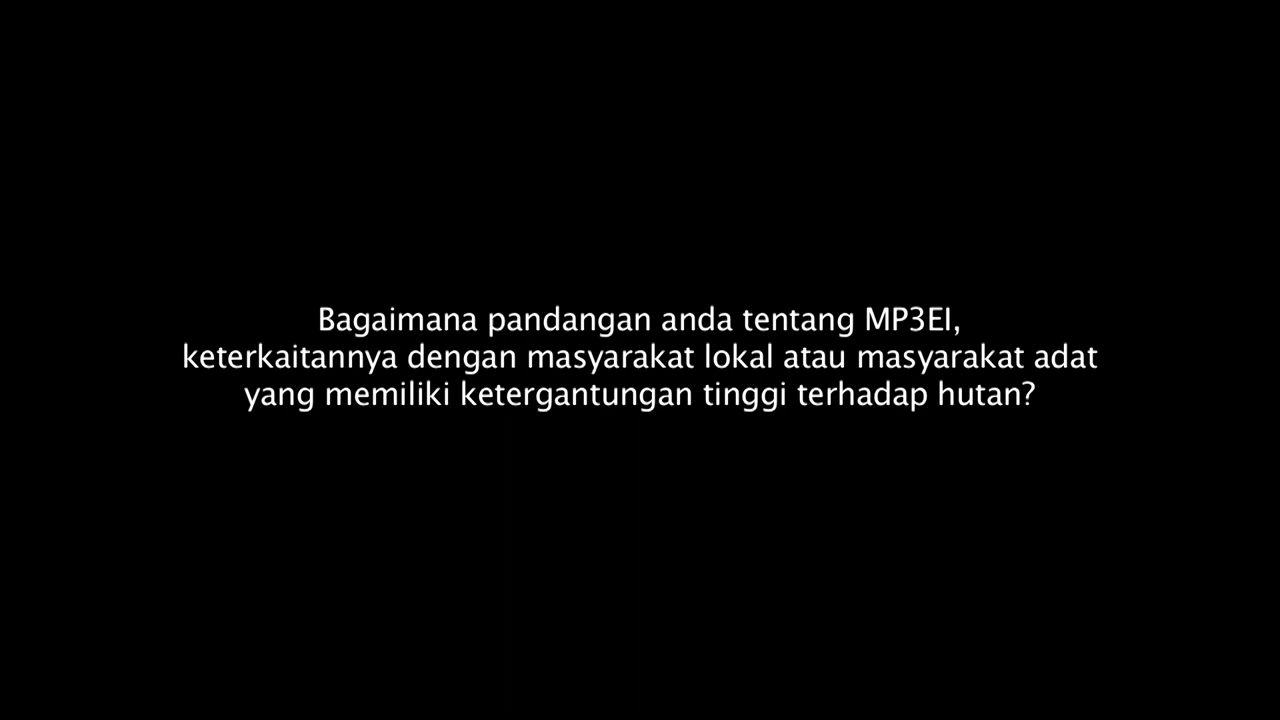 Bagaimana pandangan anda tentang MP3EI,
keterkaitannya dengan masyarakat lokal atau masyarakat adat
yang memiliki ketergantungan tinggi terhadap hutan?